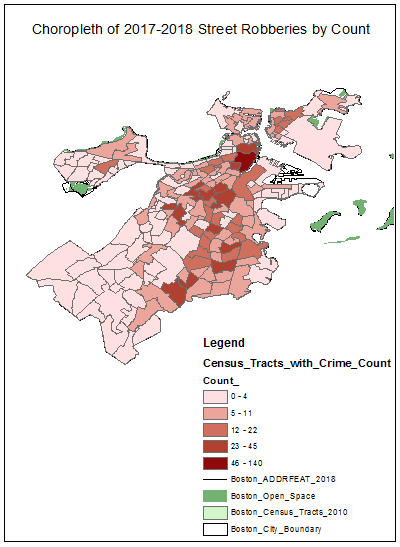 Choropleth of 2017-2018 Street Robberies by Count
Legend
Census_Tracts_with_Crime_Count
Count_
0 - 4
5 - 11
12 - 22
23 - 45
46 - 140
Boston_ADDRFEAT_2018
Boston_Open_Space
Boston_Census_Tracts_2010
Boston_City_Boundary